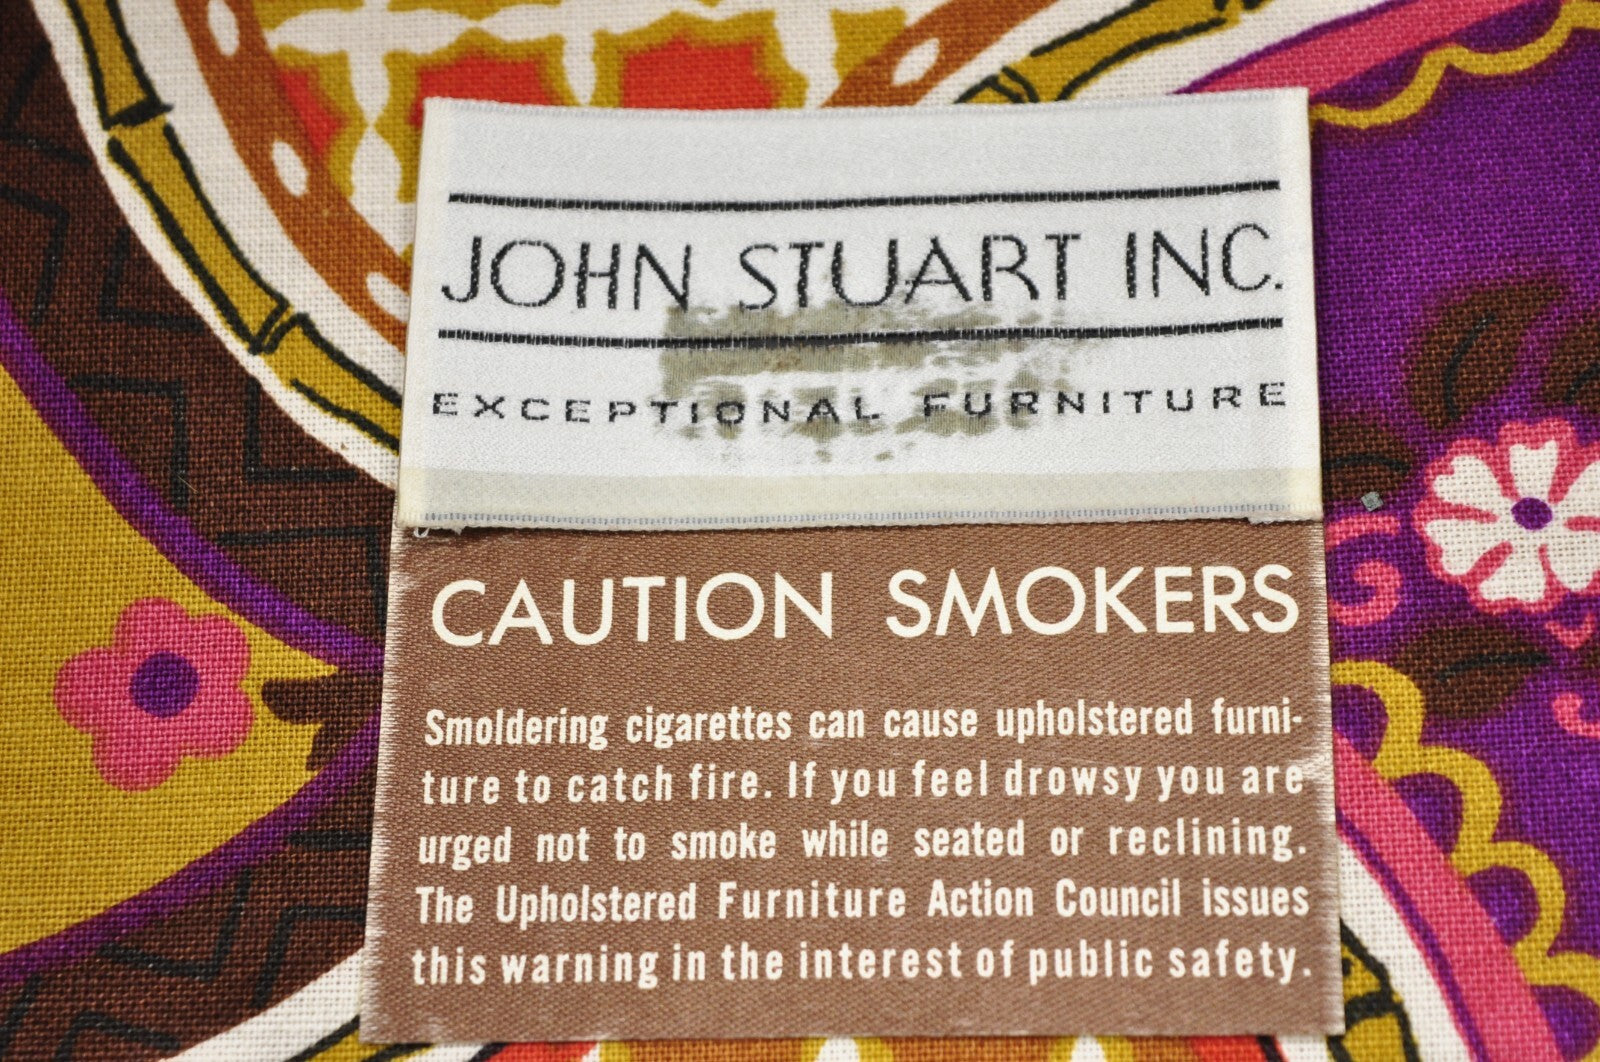 JOHN STUART INC.
EXCEPTIONAL FURNITURE
CAUTION SMOKERS
Smoldering cigarettes can cause upholstered furni-
ture to catch fire. If you feel drowsy you are
urged not to smoke while seated or reclining.
The Upholstered Furniture Action Council issues
this warning in the interest of public safety.